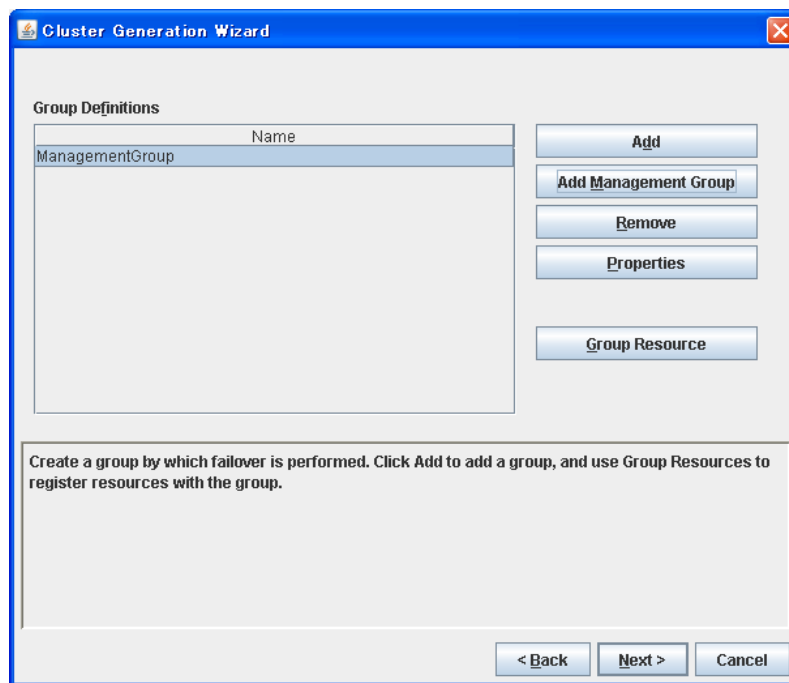 Cluster Generation Wizard
Group Definitions
Name
ManagementGroup
Add
Add Management Group
Remove
Properties
Group Resource
Create a group by which failover is performed. Click Add to add a group, and use Group Resources to
register resources with the group.
< Back
Next >
Cancel